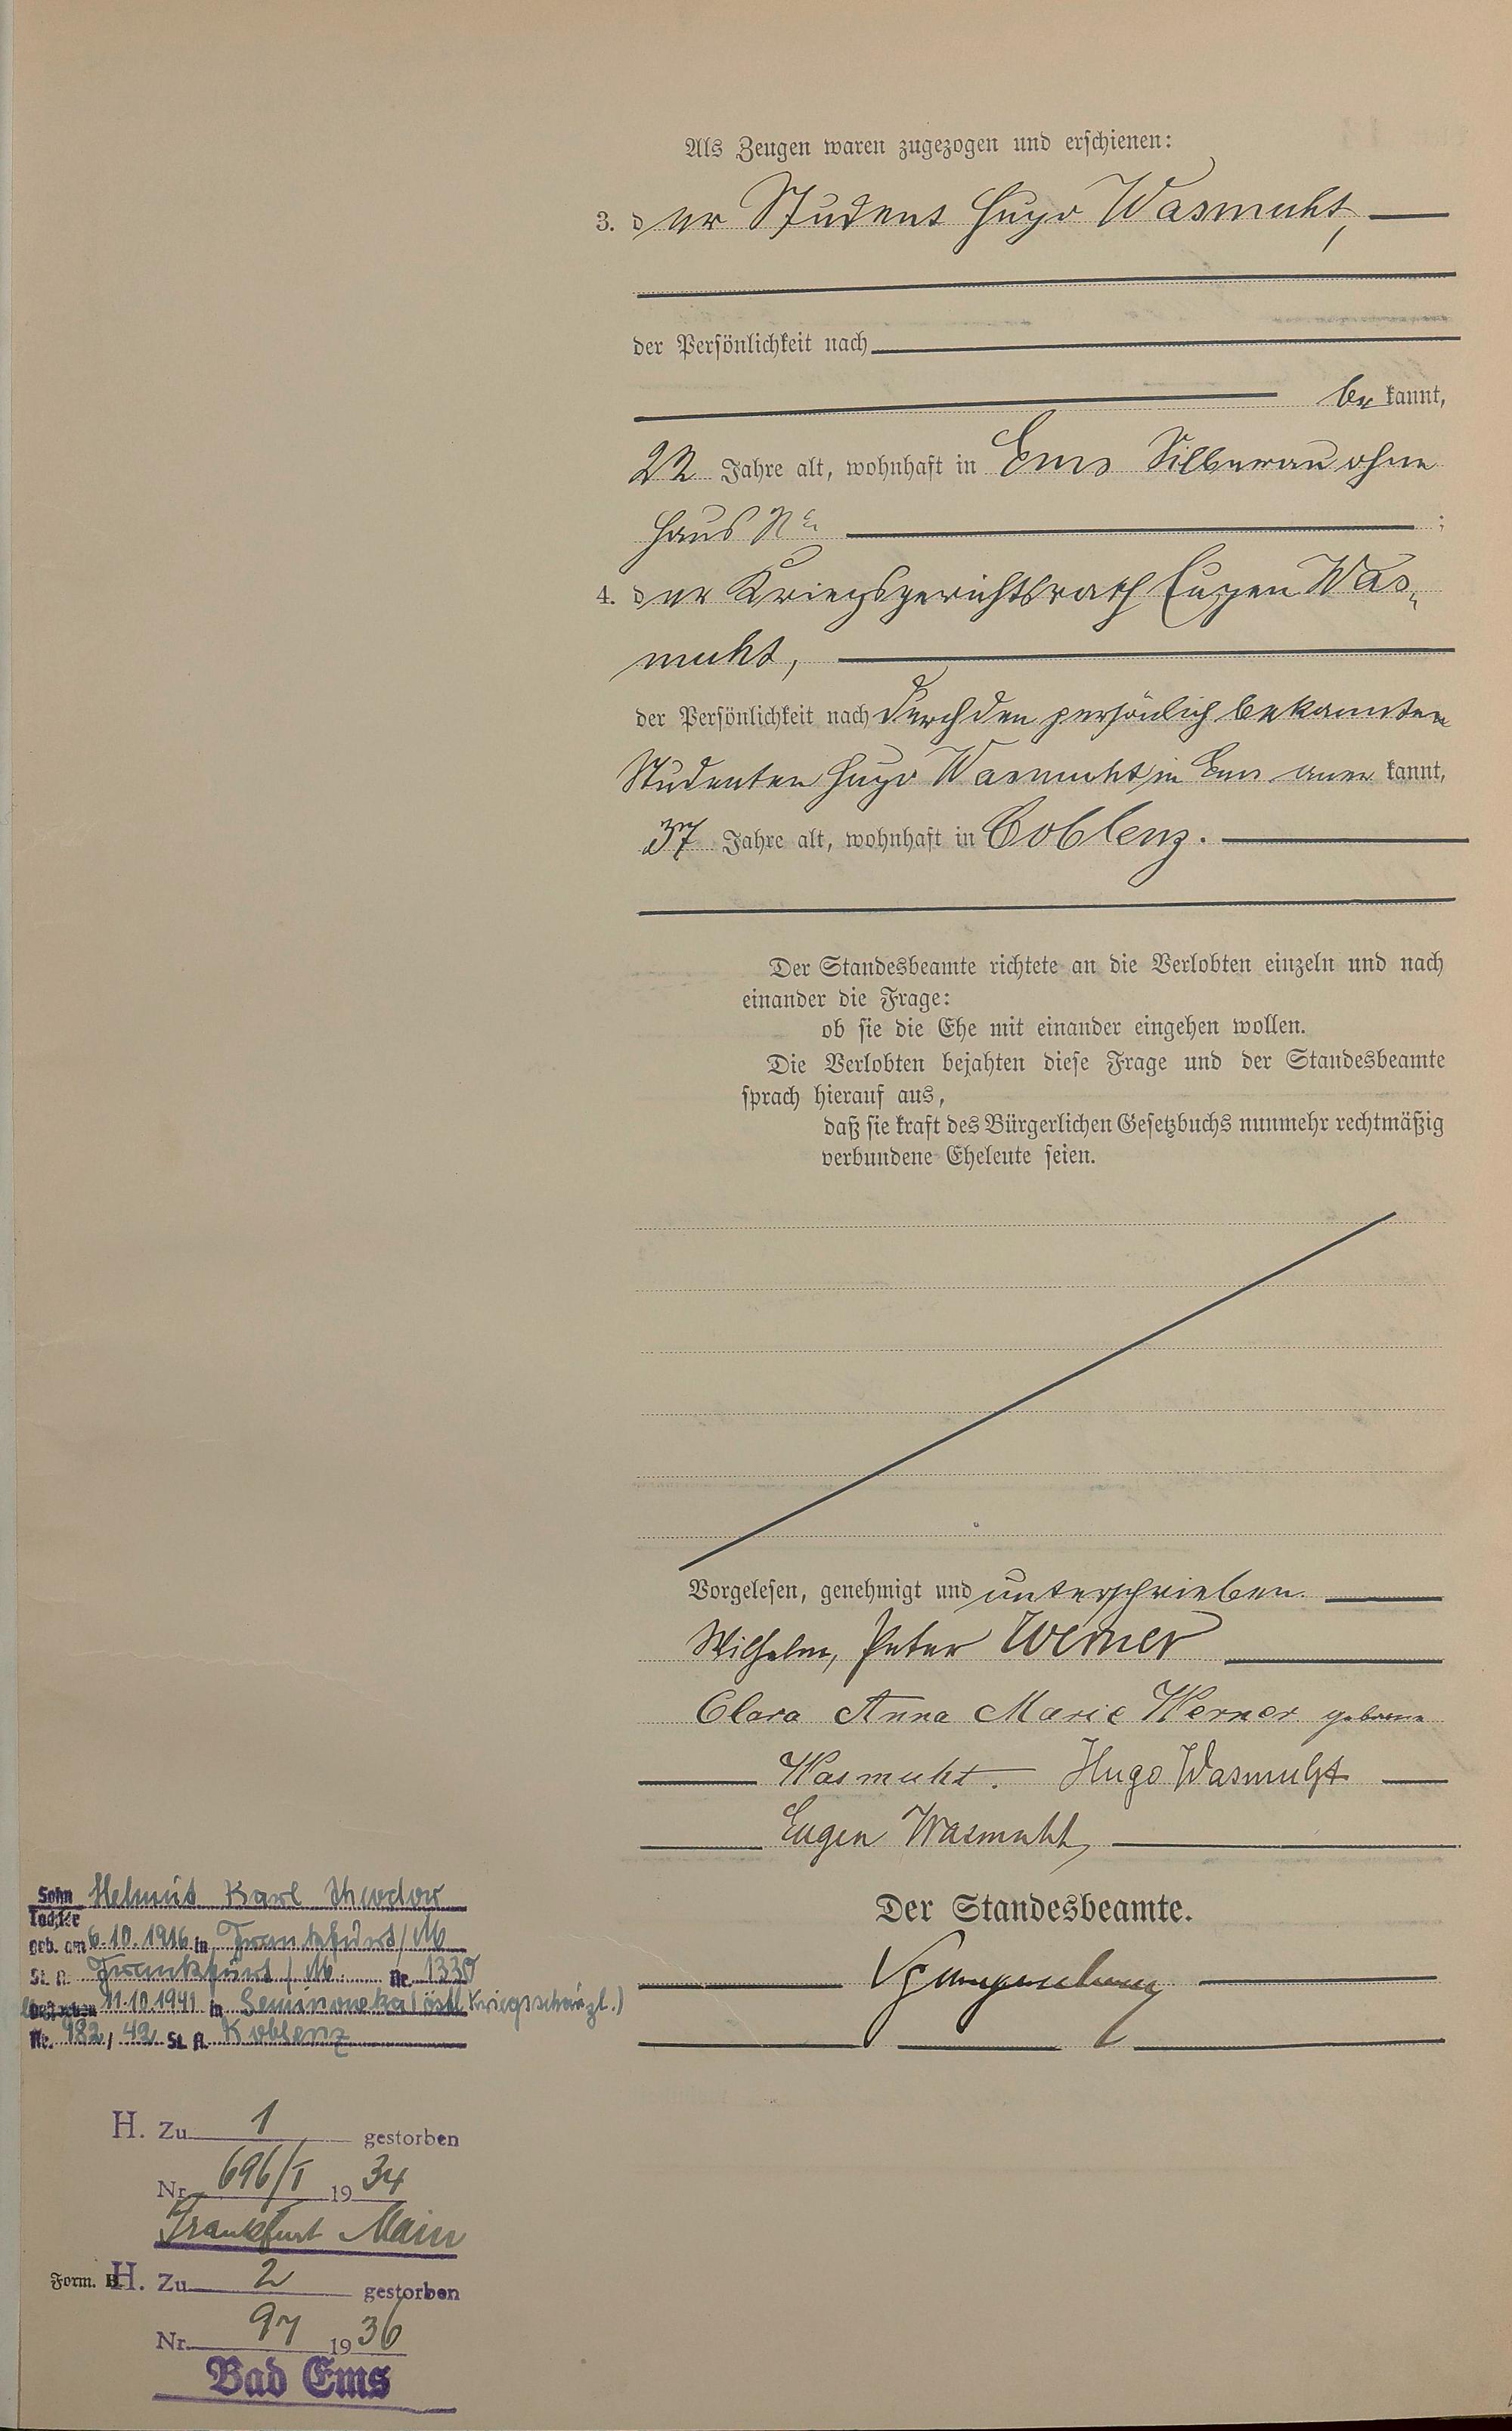 Als Zeugen waren zugezogen und erschienen:
3. der Student Hugo Wasmuht,
der Persönlichkeit nach
bekannt,
22 Jahre alt, wohnhaft in Ems Silberau ohne
Haus Nr.
;
4. der Kriegsgerichtsrath Eugen Was-
muht,
der Persönlichkeit nach durch den persönlich bekannten
Studenten Hugo Wasmuht in Ems anerkannt,
37 Jahre alt, wohnhaft in Coblenz.
Der Standesbeamte richtete an die Verlobten einzeln und nach
einander die Frage:
ob sie die Ehe mit einander eingehen wollen.
Die Verlobten bejahten diese Frage und der Standesbeamte
sprach hierauf aus,
daß sie kraft des Bürgerlichen Gesetzbuchs nunmehr rechtmäßig
verbundene Eheleute seien.
Vorgelesen, genehmigt und unterschrieben.
Wilhelm, Peter Werner
Clara Anna Marie Werner geborene
Wasmuht. Hugo Wasmuht
Eugen Wasmuht
Der Standesbeamte.
Sohn Helmut Karl Theodor
Tochter
geb. am 6.10.1916 in Frankfurt/M
St. A. Frankfurt/M. Nr. 1330
11.10.1941 in Seminowka (östl. Kriegsschaupl.)
Nr. 982/42 St. A. Koblenz
H. Zu 1 gestorben
Nr. 696/I 1934
Frankfurt Main
Form. B.
H. Zu 2 gestorben
Nr. 97 1936
Bad Ems